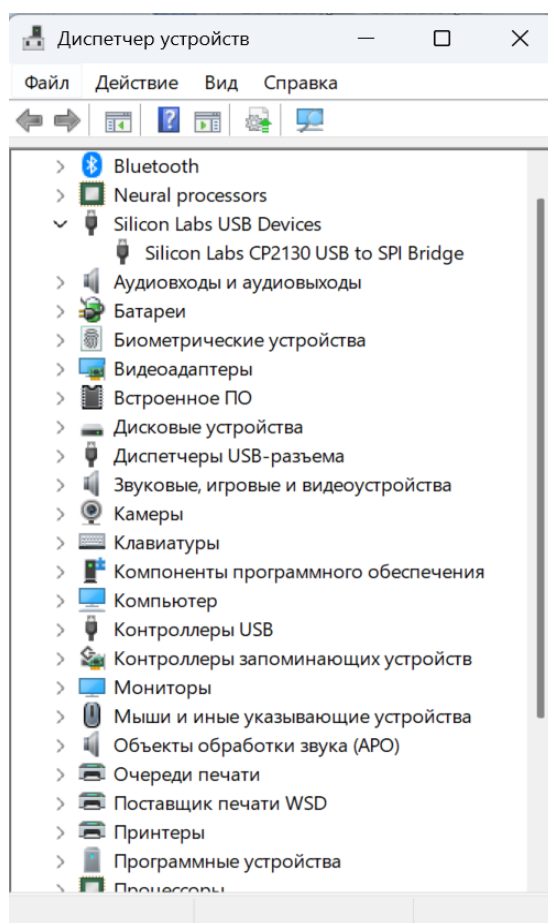 Диспетчер устройств
Файл Действие Вид Справка
Bluetooth
Neural processors
Silicon Labs USB Devices
Silicon Labs CP2130 USB to SPI Bridge
Аудиовходы и аудиовыходы
Батареи
Биометрические устройства
Видеоадаптеры
Встроенное ПО
Дисковые устройства
Диспетчеры USB-разъема
Звуковые, игровые и видеоустройства
Камеры
Клавиатуры
Компоненты программного обеспечения
Компьютер
Контроллеры USB
Контроллеры запоминающих устройств
Мониторы
Мыши и иные указывающие устройства
Объекты обработки звука (APO)
Очереди печати
Поставщик печати WSD
Принтеры
Программные устройства
Процессоры